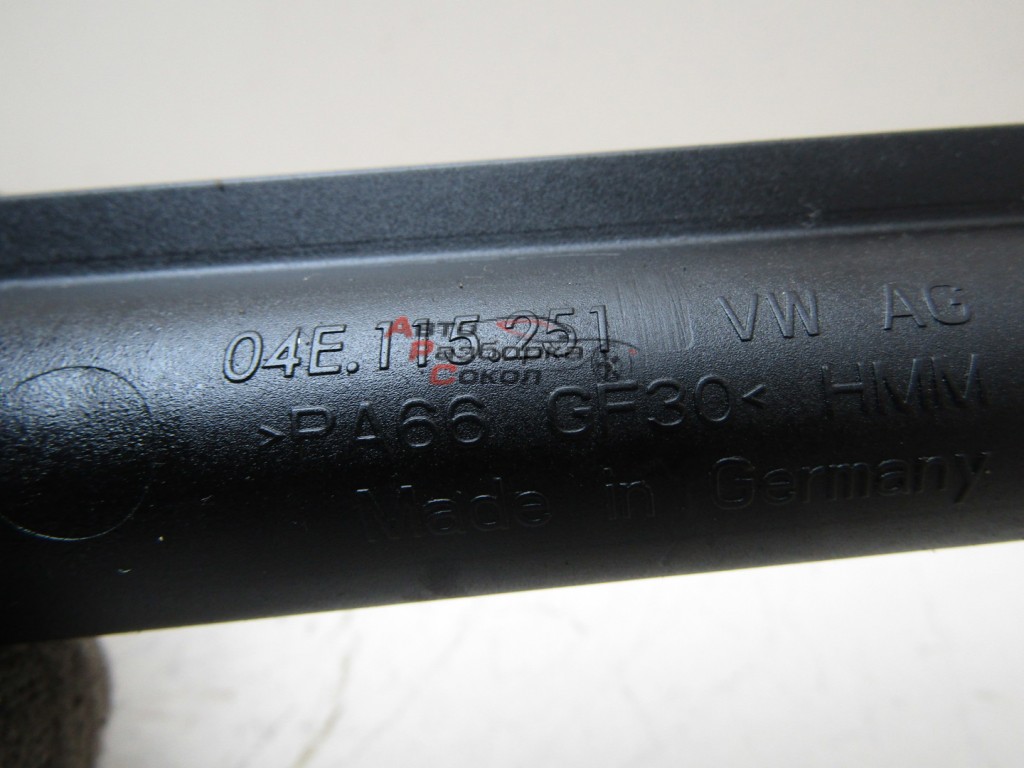 04E.115.251 VW AG
>PA66 GF30< HMM
Made in Germany
Авто
Разборка
Сокол